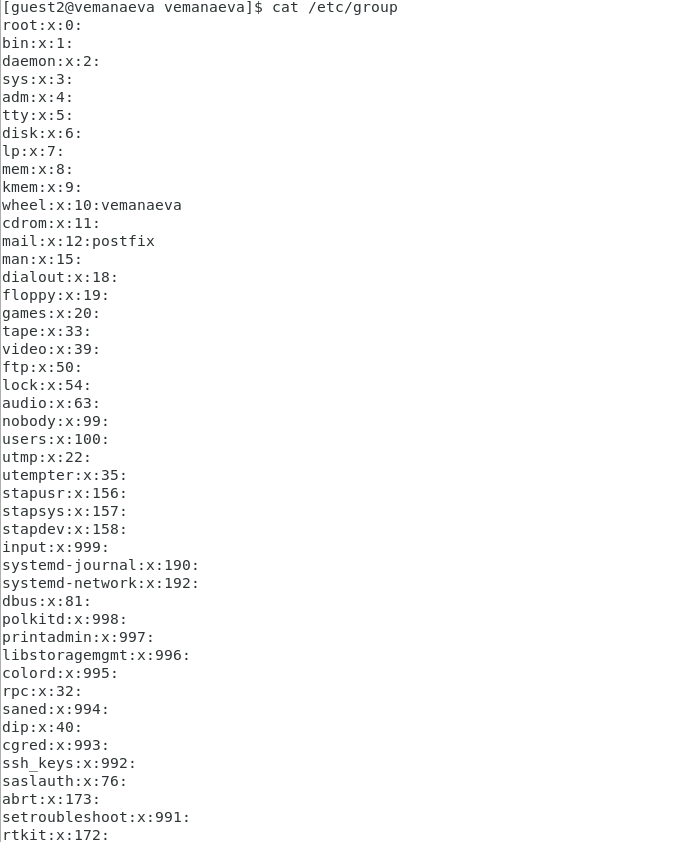 [guest2@vemanaeva vemanaeva]$ cat /etc/group
root:x:0:
bin:x:1:
daemon:x:2:
sys:x:3:
adm:x:4:
tty:x:5:
disk:x:6:
lp:x:7:
mem:x:8:
kmem:x:9:
wheel:x:10:vemanaeva
cdrom:x:11:
mail:x:12:postfix
man:x:15:
dialout:x:18:
floppy:x:19:
games:x:20:
tape:x:33:
video:x:39:
ftp:x:50:
lock:x:54:
audio:x:63:
nobody:x:99:
users:x:100:
utmp:x:22:
utempter:x:35:
stapusr:x:156:
stapsys:x:157:
stapdev:x:158:
input:x:999:
systemd-journal:x:190:
systemd-network:x:192:
dbus:x:81:
polkitd:x:998:
printadmin:x:997:
libstoragemgmt:x:996:
colord:x:995:
rpc:x:32:
saned:x:994:
dip:x:40:
cgred:x:993:
ssh_keys:x:992:
saslauth:x:76:
abrt:x:173:
setroubleshoot:x:991:
rtkit:x:172: